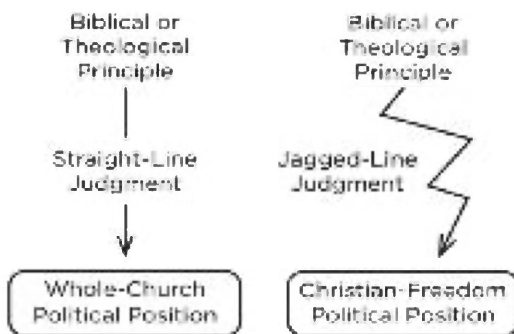 Biblical or
Theological
Principle
Straight-Line
Judgment
Whole-Church
Political Position
Biblical or
Theological
Principle
Jagged-Line
Judgment
Christian-Freedom
Political Position